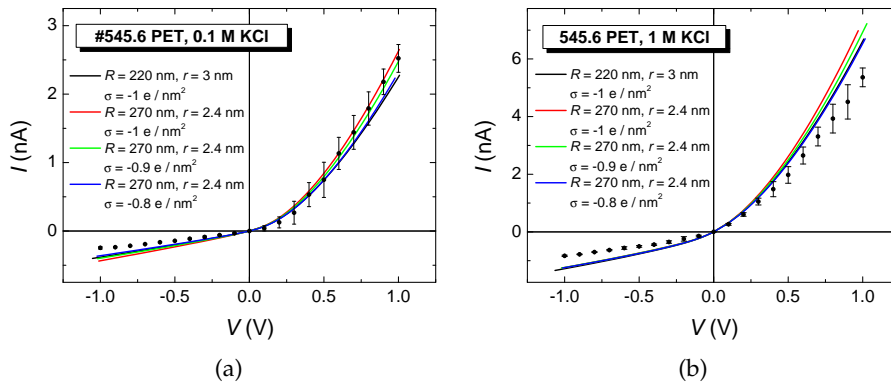 #545.6 PET, 0.1 M KCl
R = 220 nm, r = 3 nm
σ = -1 e / nm²
R = 270 nm, r = 2.4 nm
σ = -1 e / nm²
R = 270 nm, r = 2.4 nm
σ = -0.9 e / nm²
R = 270 nm, r = 2.4 nm
σ = -0.8 e / nm²
I (nA)
3
2
1
0
-1.0 -0.5 0.0 0.5 1.0
V (V)
(a)
545.6 PET, 1 M KCl
R = 220 nm, r = 3 nm
σ = -1 e / nm²
R = 270 nm, r = 2.4
σ = -1 e / nm²
R = 270 nm, r = 2.4
σ = -0.9 e / nm²
R = 270 nm, r = 2.4
σ = -0.8 e / nm²
I (nA)
6
4
2
0
-1.0 -0.5 0.0 0.5 1.0
V (V)
(b)